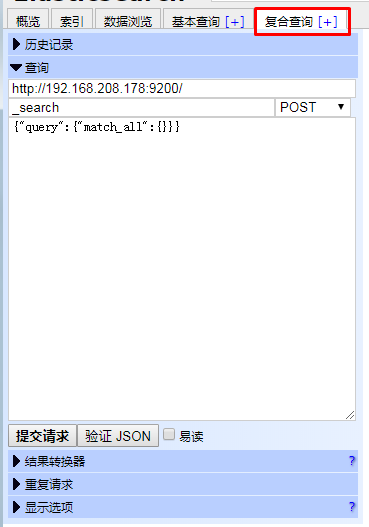 概览 索引 数据浏览 基本查询 [+] 复合查询 [+]
历史记录
查询
http://192.168.208.178:9200/
_search POST
{"query":{"match_all":{}}}
提交请求 验证 JSON 易读
结果转换器 ?
重复请求
显示选项 ?